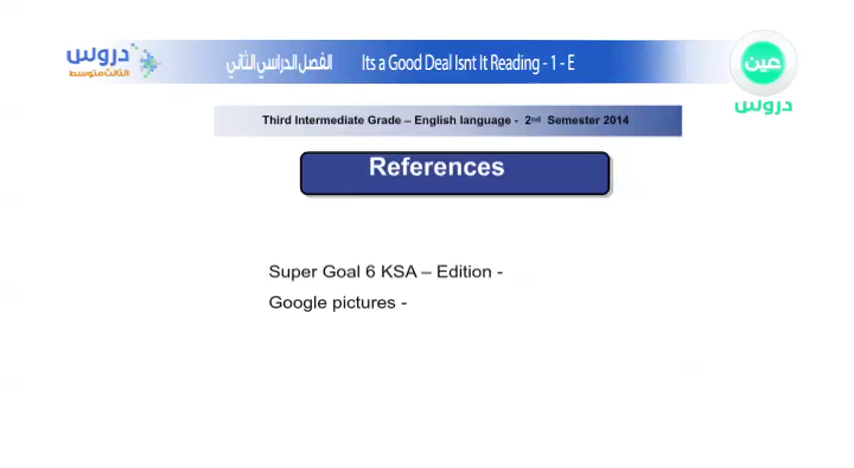 دروس
الثالث متوسط
الفصل الدراسي الثاني
Its a Good Deal Isnt It Reading - 1 - E
عين
دروس
Third Intermediate Grade – English language - 2nd Semester 2014
References
Super Goal 6 KSA – Edition -
Google pictures -